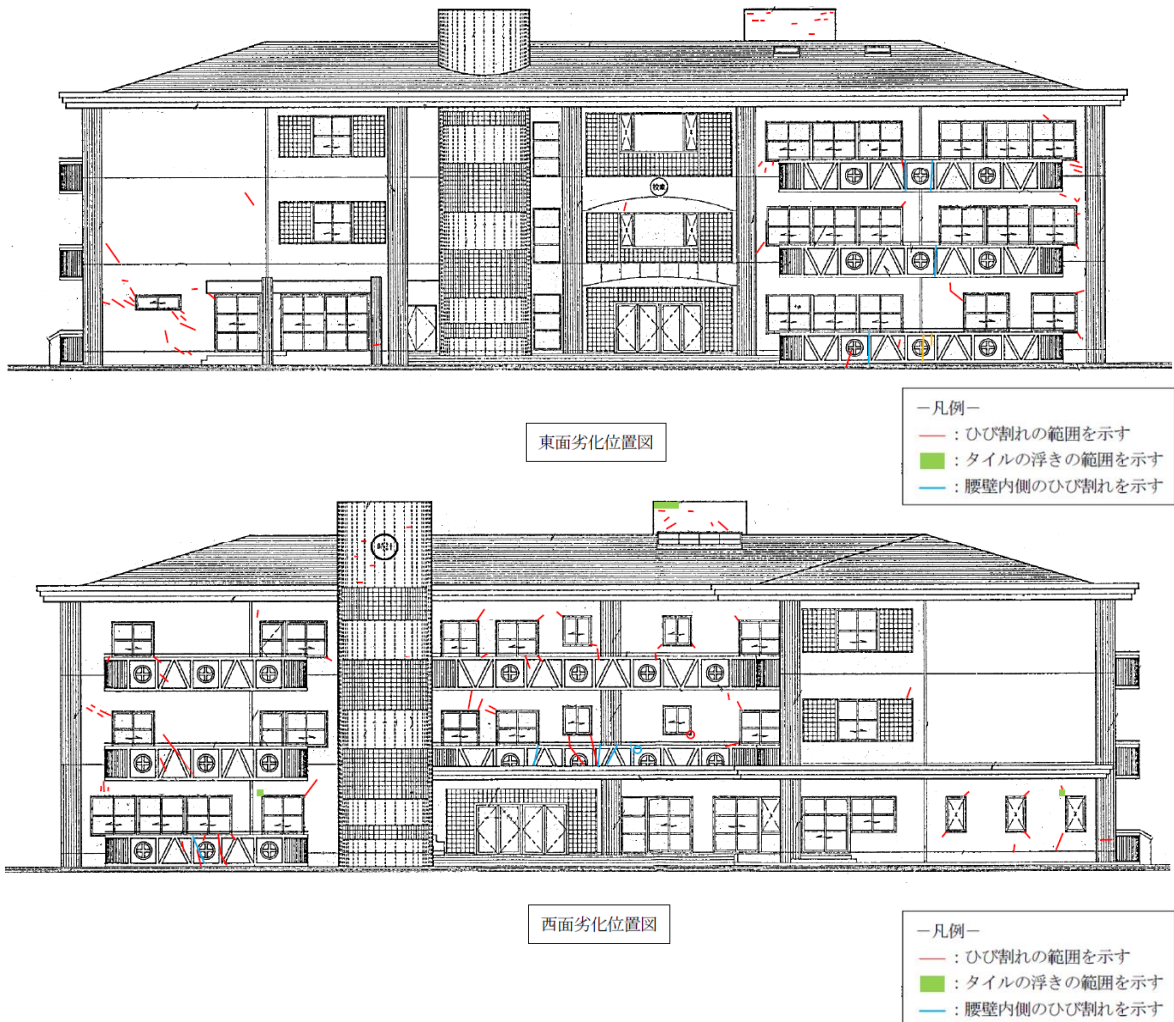 東面劣化位置図
－凡例－
：ひび割れの範囲を示す
：タイルの浮きの範囲を示す
：腰壁内側のひび割れを示す
西面劣化位置図
－凡例－
：ひび割れの範囲を示す
：タイルの浮きの範囲を示す
：腰壁内側のひび割れを示す